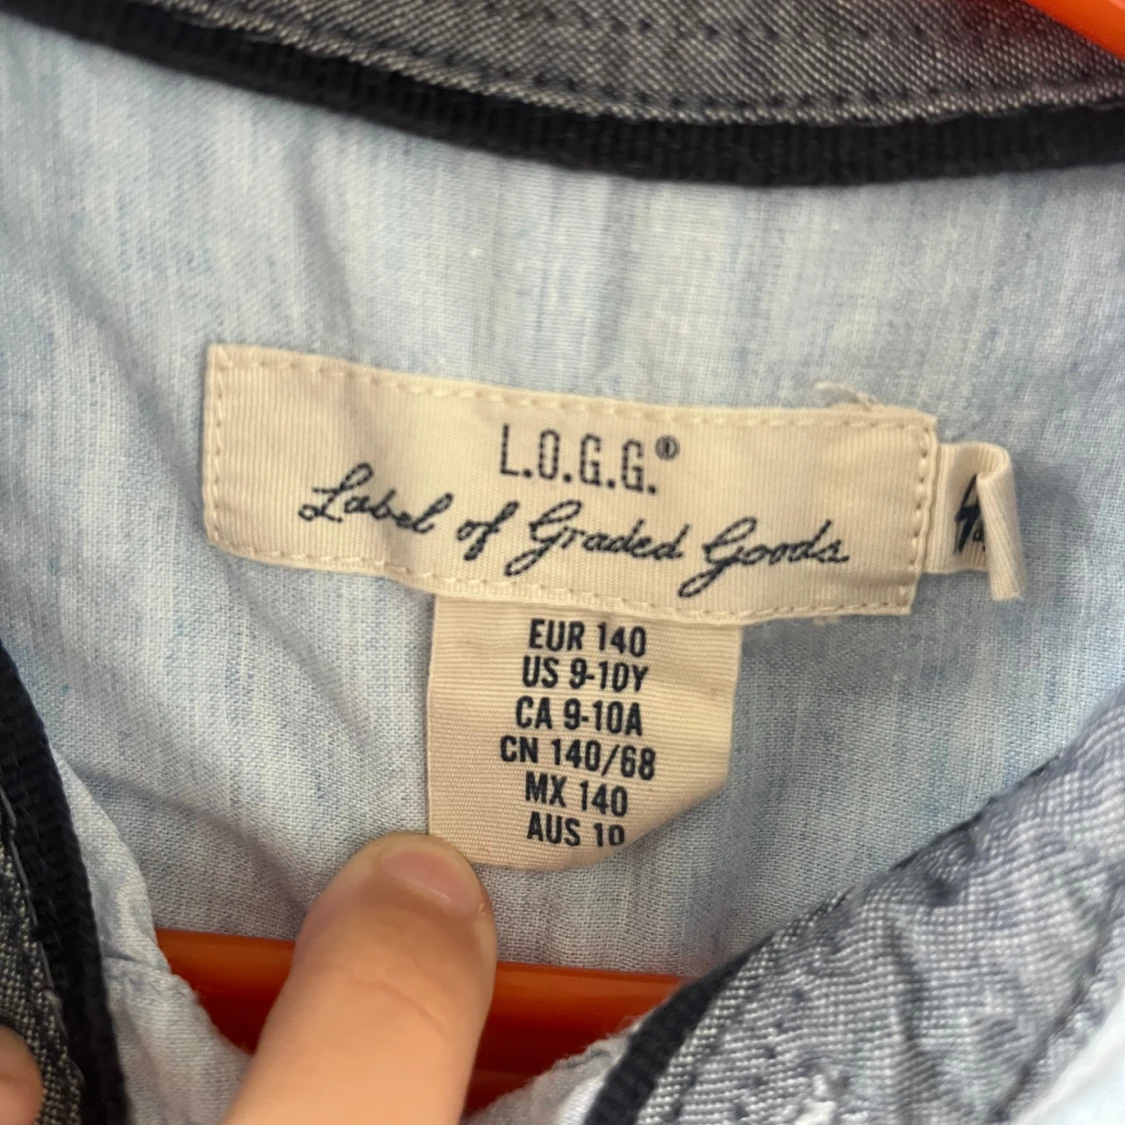 L.O.G.G.®
Label of Graded Goods
EUR 140
US 9-10Y
CA 9-10A
CN 140/68
MX 140
AUS 10